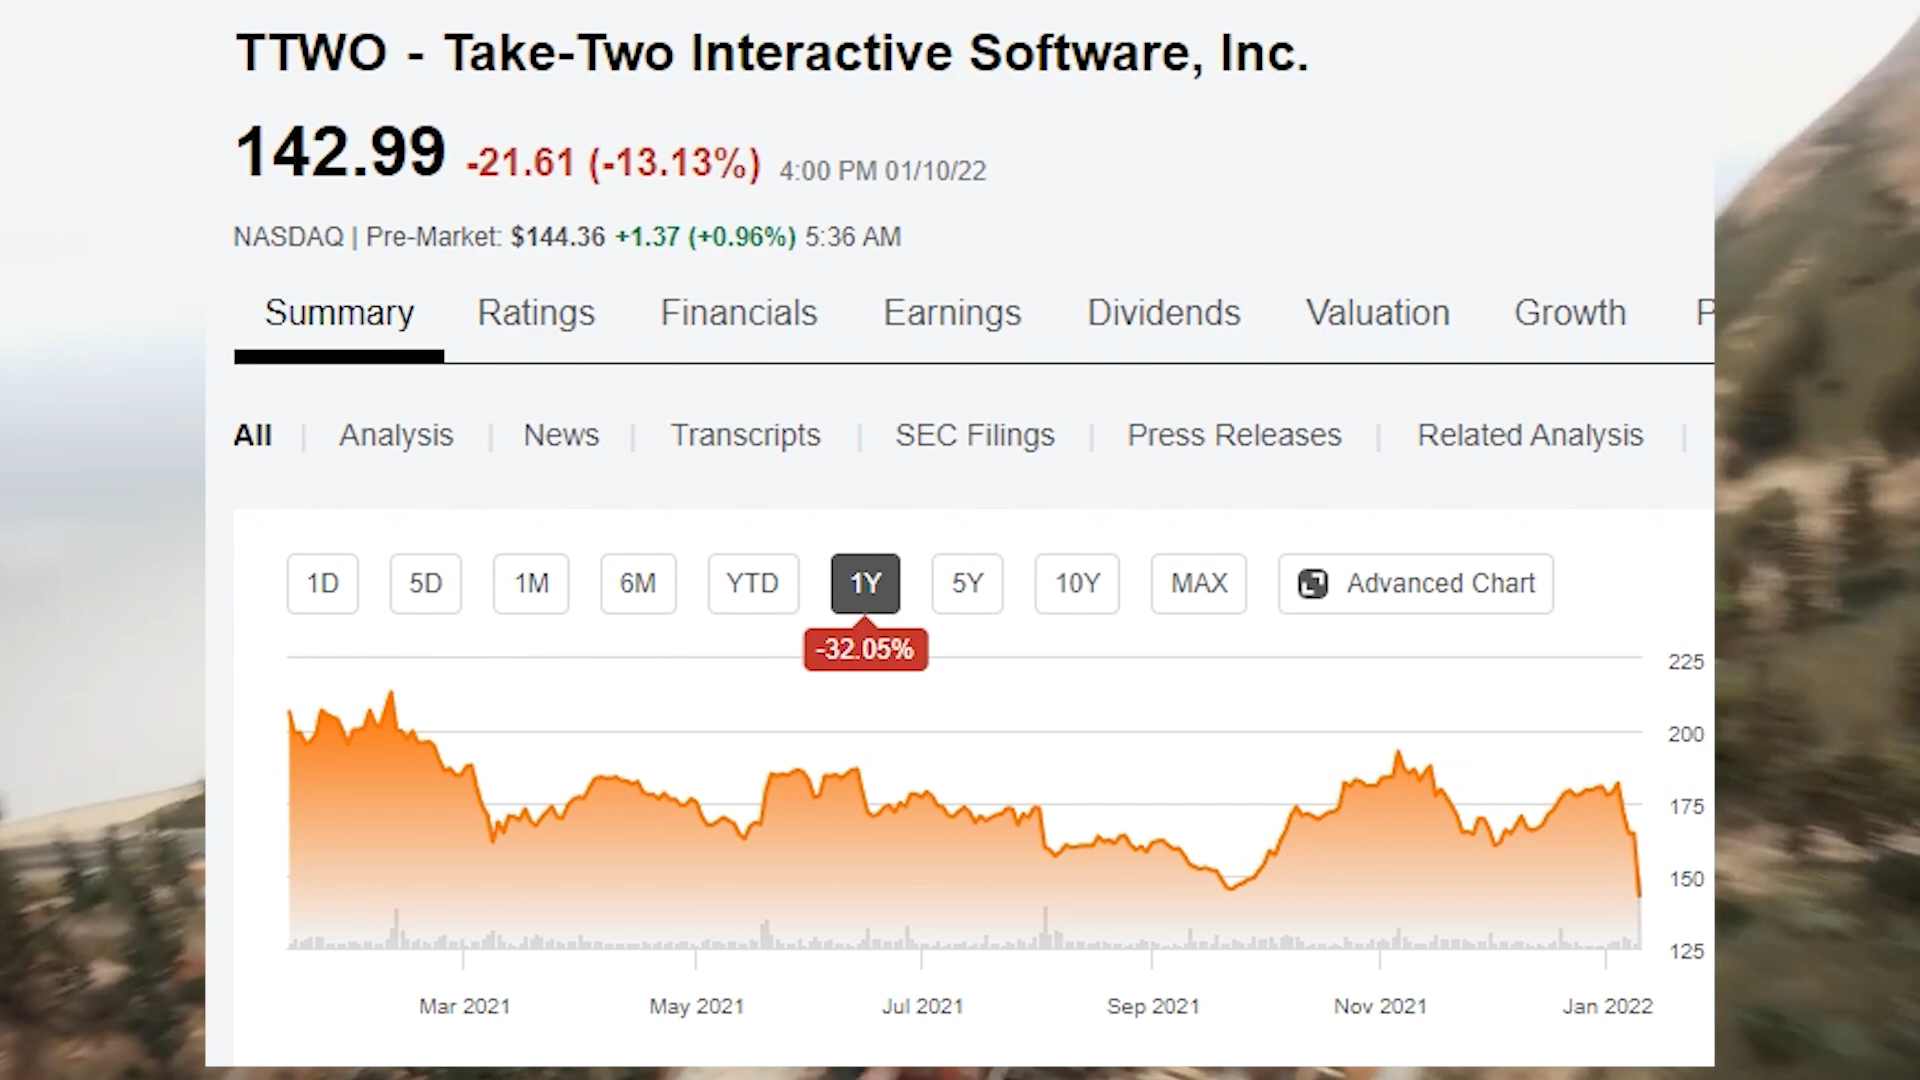 TTWO - Take-Two Interactive Software, Inc.
142.99 -21.61 (-13.13%) 4:00 PM 01/10/22
NASDAQ | Pre-Market: $144.36 +1.37 (+0.96%) 5:36 AM
Summary Ratings Financials Earnings Dividends Valuation Growth P
All | Analysis | News | Transcripts | SEC Filings | Press Releases | Related Analysis |
1D 5D 1M 6M YTD 1Y 5Y 10Y MAX Advanced Chart
-32.05%
225
200
175
150
125
Mar 2021 May 2021 Jul 2021 Sep 2021 Nov 2021 Jan 2022